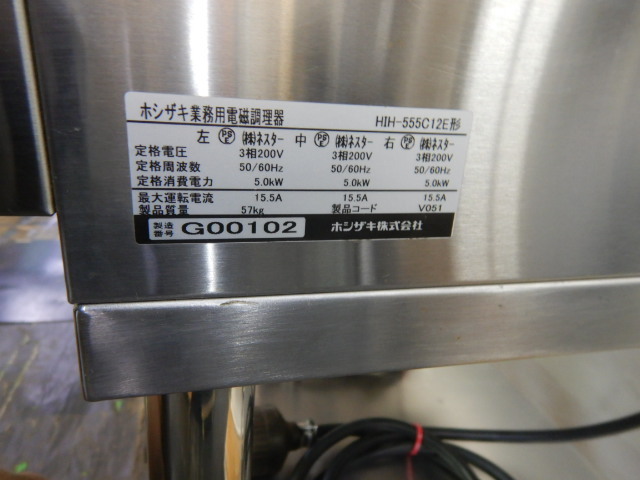 ホシザキ業務用電磁調理器 HIH-555C12E形
左 PSE ㈱ネスター 中 PSE ㈱ネスター 右 PSE ㈱ネスター
定格電圧 3相200V 3相200V 3相200V
定格周波数 50/60Hz 50/60Hz 50/60Hz
定格消費電力 5.0kW 5.0kW 5.0kW
最大運転電流 15.5A 15.5A 15.5A
製品質量 57kg 製品コード V051
製造番号 G00102 ホシザキ株式会社